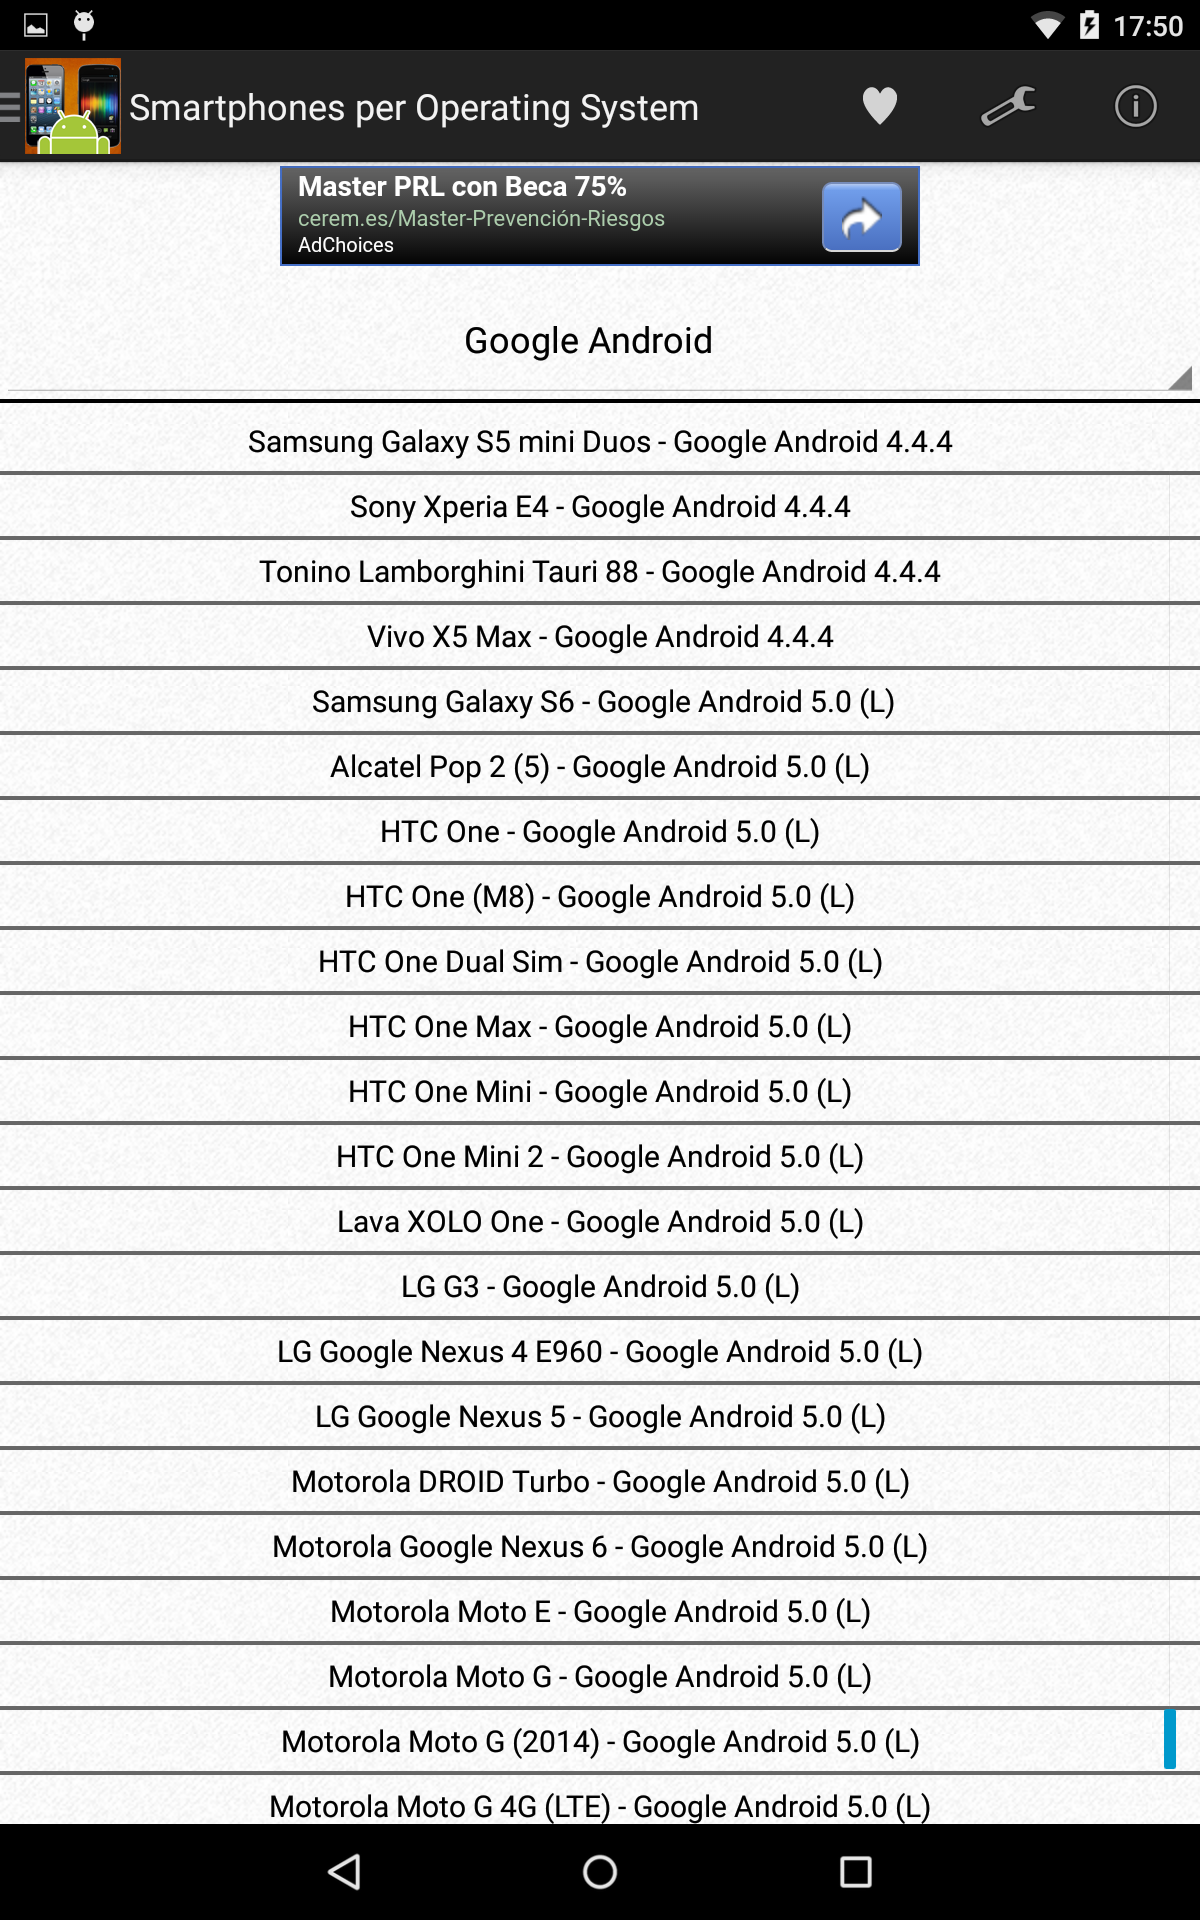 17:50
Smartphones per Operating System
Master PRL con Beca 75%
cerem.es/Master-Prevención-Riesgos
AdChoices
Google Android
Samsung Galaxy S5 mini Duos - Google Android 4.4.4
Sony Xperia E4 - Google Android 4.4.4
Tonino Lamborghini Tauri 88 - Google Android 4.4.4
Vivo X5 Max - Google Android 4.4.4
Samsung Galaxy S6 - Google Android 5.0 (L)
Alcatel Pop 2 (5) - Google Android 5.0 (L)
HTC One - Google Android 5.0 (L)
HTC One (M8) - Google Android 5.0 (L)
HTC One Dual Sim - Google Android 5.0 (L)
HTC One Max - Google Android 5.0 (L)
HTC One Mini - Google Android 5.0 (L)
HTC One Mini 2 - Google Android 5.0 (L)
Lava XOLO One - Google Android 5.0 (L)
LG G3 - Google Android 5.0 (L)
LG Google Nexus 4 E960 - Google Android 5.0 (L)
LG Google Nexus 5 - Google Android 5.0 (L)
Motorola DROID Turbo - Google Android 5.0 (L)
Motorola Google Nexus 6 - Google Android 5.0 (L)
Motorola Moto E - Google Android 5.0 (L)
Motorola Moto G - Google Android 5.0 (L)
Motorola Moto G (2014) - Google Android 5.0 (L)
Motorola Moto G 4G (LTE) - Google Android 5.0 (L)